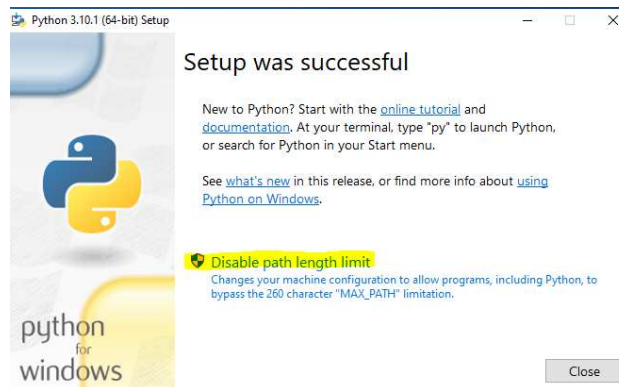 Python 3.10.1 (64-bit) Setup
Setup was successful
New to Python? Start with the online tutorial and
documentation. At your terminal, type "py" to launch Python,
or search for Python in your Start menu.
See what's new in this release, or find more info about using
Python on Windows.
Disable path length limit
Changes your machine configuration to allow programs, including Python, to
bypass the 260 character "MAX_PATH" limitation.
python
for
windows
Close